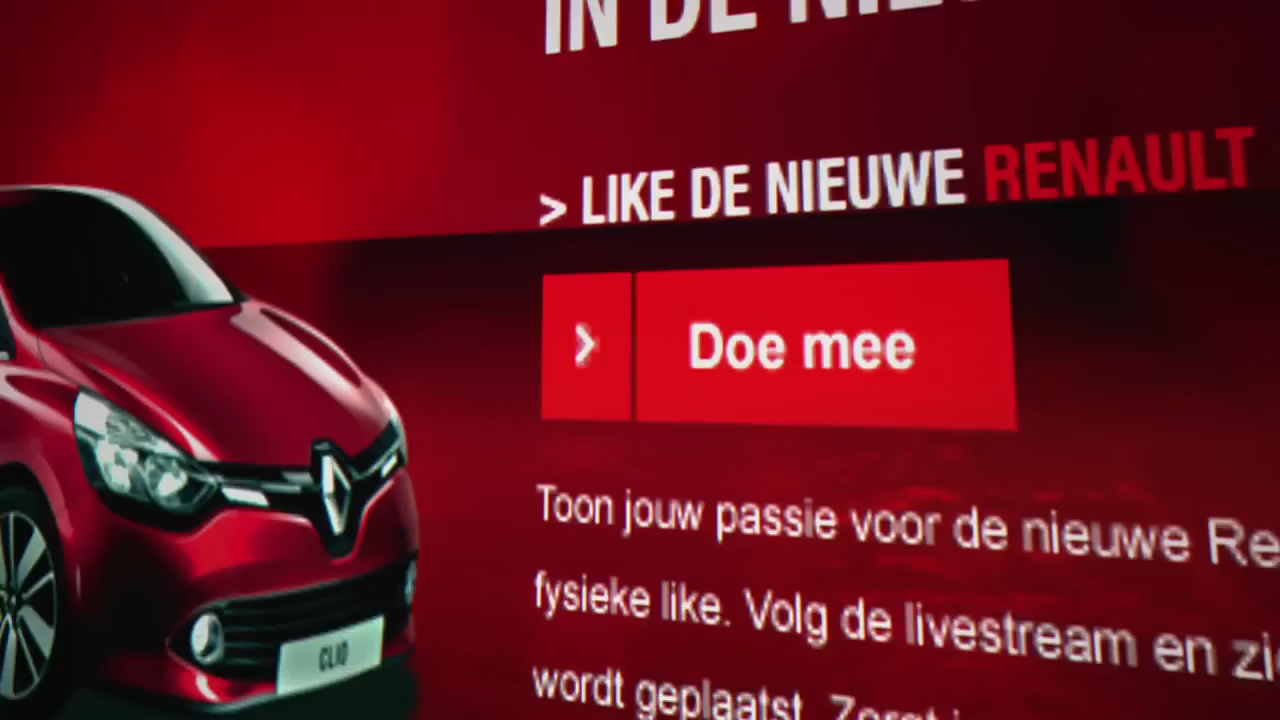 IN DE
> LIKE DE NIEUWE RENAULT
> Doe mee
Toon jouw passie voor de nieuwe
fysieke like. Volg de livestream en
wordt geplaatst.
CLIO